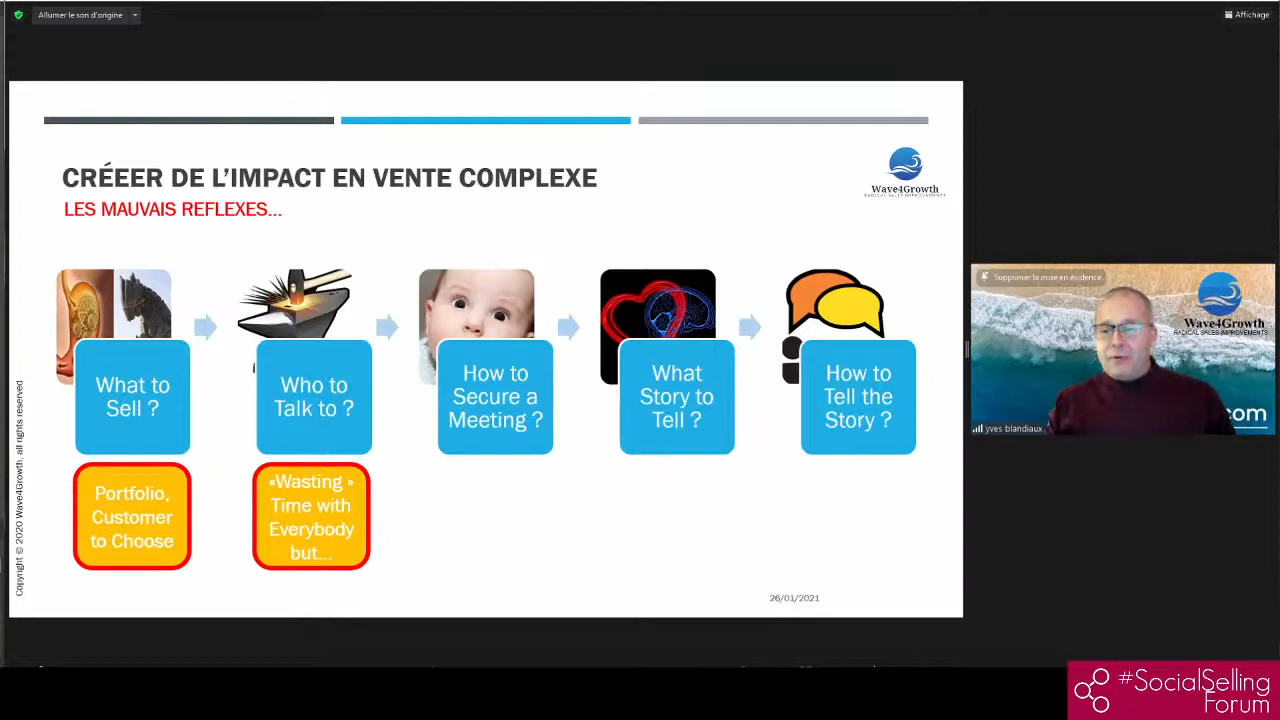 Allumer le son d'origine
Affichage
CRÉEER DE L'IMPACT EN VENTE COMPLEXE
LES MAUVAIS REFLEXES...
Wave4Growth
RADICAL SALES IMPROVEMENTS
What to
Sell ?
Who to
Talk to ?
How to
Secure a
Meeting ?
What
Story to
Tell ?
How to
Tell the
Story ?
Portfolio,
Customer
to Choose
«Wasting »
Time with
Everybody
but...
Copyright © 2020 Wave4Growth. all rights reserved
26/01/2021
Supprimer la mise en évidence
Wave4Growth
RADICAL SALES IMPROVEMENTS
com
yves blandiaux
#SocialSelling
Forum